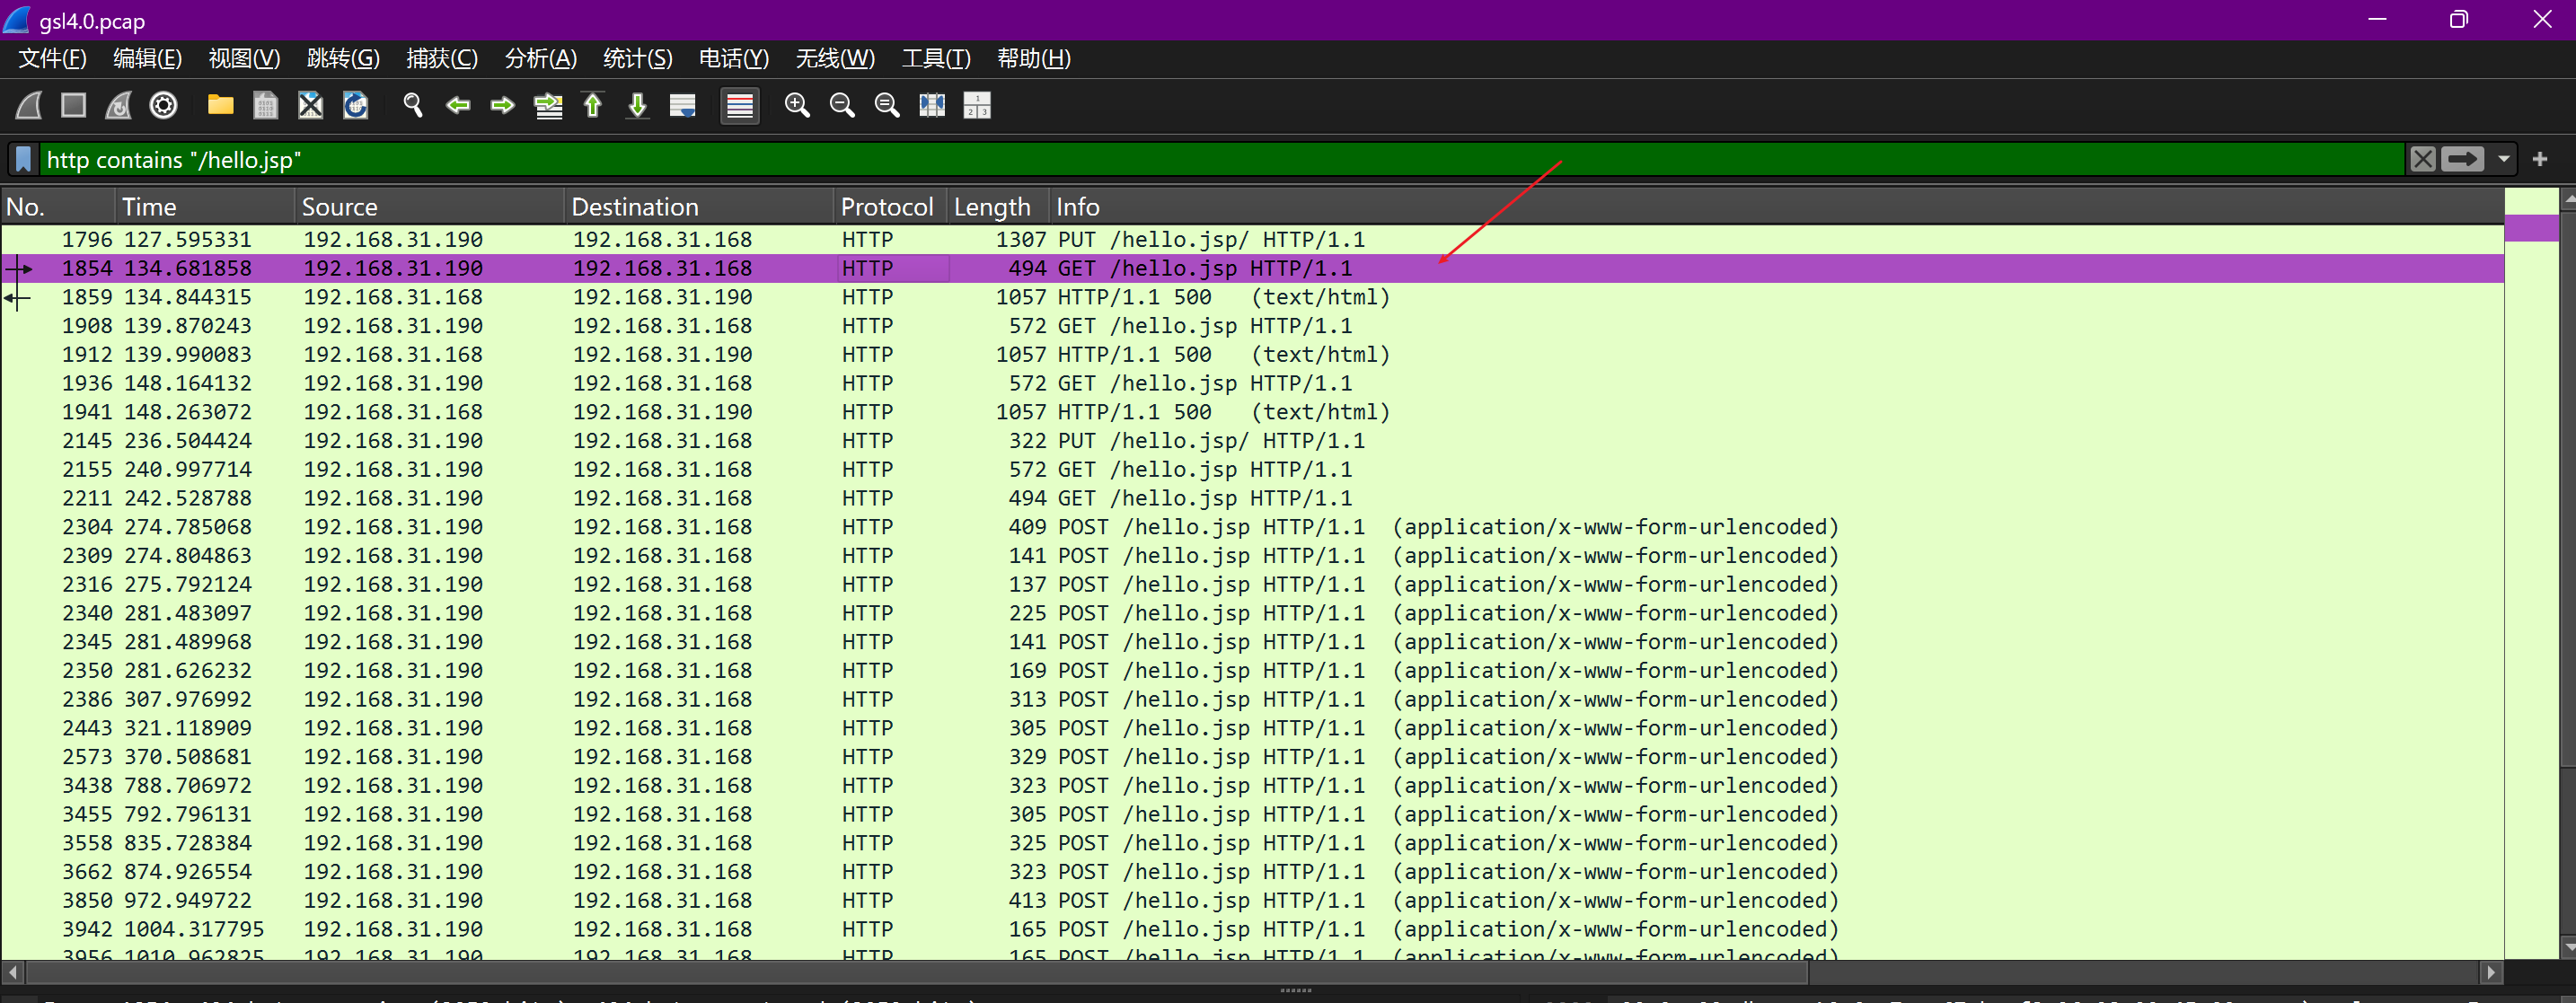 gsl4.0.pcap
文件(F) 编辑(E) 视图(V) 跳转(G) 捕获(C) 分析(A) 统计(S) 电话(Y) 无线(W) 工具(T) 帮助(H)
http contains "/hello.jsp"
No. Time Source Destination Protocol Length Info
1796 127.595331 192.168.31.190 192.168.31.168 HTTP 1307 PUT /hello.jsp/ HTTP/1.1
1854 134.681858 192.168.31.190 192.168.31.168 HTTP 494 GET /hello.jsp HTTP/1.1
1859 134.844315 192.168.31.168 192.168.31.190 HTTP 1057 HTTP/1.1 500 (text/html)
1908 139.870243 192.168.31.190 192.168.31.168 HTTP 572 GET /hello.jsp HTTP/1.1
1912 139.990083 192.168.31.168 192.168.31.190 HTTP 1057 HTTP/1.1 500 (text/html)
1936 148.164132 192.168.31.190 192.168.31.168 HTTP 572 GET /hello.jsp HTTP/1.1
1941 148.263072 192.168.31.168 192.168.31.190 HTTP 1057 HTTP/1.1 500 (text/html)
2145 236.504424 192.168.31.190 192.168.31.168 HTTP 322 PUT /hello.jsp/ HTTP/1.1
2155 240.997714 192.168.31.190 192.168.31.168 HTTP 572 GET /hello.jsp HTTP/1.1
2211 242.528788 192.168.31.190 192.168.31.168 HTTP 494 GET /hello.jsp HTTP/1.1
2304 274.785068 192.168.31.190 192.168.31.168 HTTP 409 POST /hello.jsp HTTP/1.1 (application/x-www-form-urlencoded)
2309 274.804863 192.168.31.190 192.168.31.168 HTTP 141 POST /hello.jsp HTTP/1.1 (application/x-www-form-urlencoded)
2316 275.792124 192.168.31.190 192.168.31.168 HTTP 137 POST /hello.jsp HTTP/1.1 (application/x-www-form-urlencoded)
2340 281.483097 192.168.31.190 192.168.31.168 HTTP 225 POST /hello.jsp HTTP/1.1 (application/x-www-form-urlencoded)
2345 281.489968 192.168.31.190 192.168.31.168 HTTP 141 POST /hello.jsp HTTP/1.1 (application/x-www-form-urlencoded)
2350 281.626232 192.168.31.190 192.168.31.168 HTTP 169 POST /hello.jsp HTTP/1.1 (application/x-www-form-urlencoded)
2386 307.976992 192.168.31.190 192.168.31.168 HTTP 313 POST /hello.jsp HTTP/1.1 (application/x-www-form-urlencoded)
2443 321.118909 192.168.31.190 192.168.31.168 HTTP 305 POST /hello.jsp HTTP/1.1 (application/x-www-form-urlencoded)
2573 370.508681 192.168.31.190 192.168.31.168 HTTP 329 POST /hello.jsp HTTP/1.1 (application/x-www-form-urlencoded)
3438 788.706972 192.168.31.190 192.168.31.168 HTTP 323 POST /hello.jsp HTTP/1.1 (application/x-www-form-urlencoded)
3455 792.796131 192.168.31.190 192.168.31.168 HTTP 305 POST /hello.jsp HTTP/1.1 (application/x-www-form-urlencoded)
3558 835.728384 192.168.31.190 192.168.31.168 HTTP 325 POST /hello.jsp HTTP/1.1 (application/x-www-form-urlencoded)
3662 874.926554 192.168.31.190 192.168.31.168 HTTP 323 POST /hello.jsp HTTP/1.1 (application/x-www-form-urlencoded)
3850 972.949722 192.168.31.190 192.168.31.168 HTTP 413 POST /hello.jsp HTTP/1.1 (application/x-www-form-urlencoded)
3942 1004.317795 192.168.31.190 192.168.31.168 HTTP 165 POST /hello.jsp HTTP/1.1 (application/x-www-form-urlencoded)
3956 1010.962825 192.168.31.190 192.168.31.168 HTTP 165 POST /hello.jsp HTTP/1.1 (application/x-www-form-urlencoded)